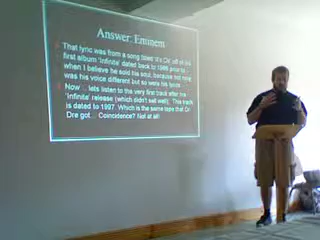 Answer: Eminem
That lyric was from a song titled 'It's Ok' off of his
first album 'Infinite' dated back to 1996 prior to
when I believe he sold his soul, because not only
was his voice different but so were his lyrics
Now... lets listen to the very first track after the
'Infinite' release (which didn't sell well). This track
is dated to 1997. Which is the same tape that Dr
Dre got... Coincidence? Not at all!